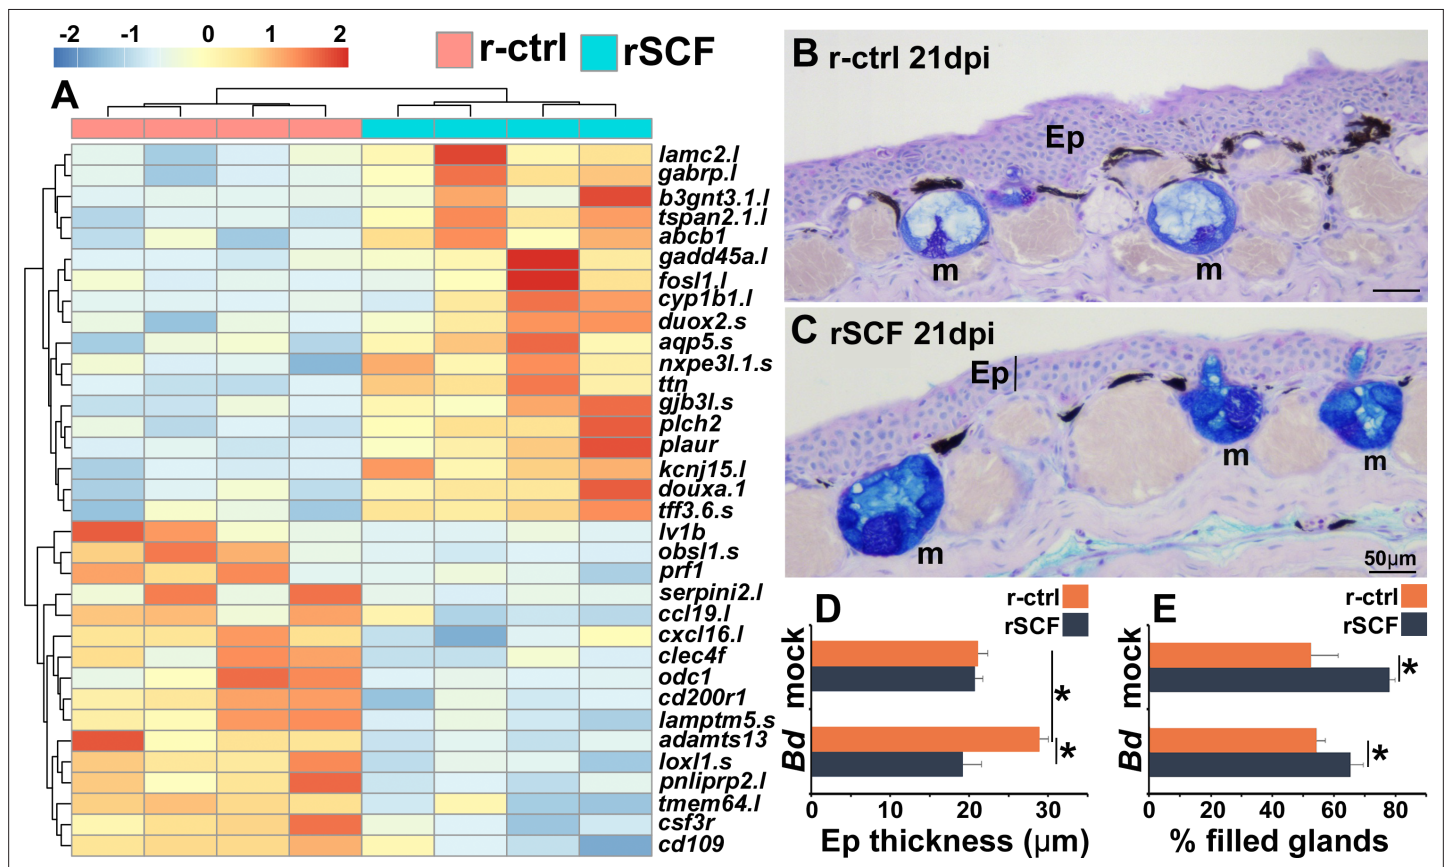 -2 -1 0 1 2
r-ctrl rSCF
A
lamc2.l
gabrp.l
b3gnt3.1.l
tspan2.1.l
abcb1
gadd45a.l
fosl1.l
cyp1b1.l
duox2.s
aqp5.s
nxpe3l.1.s
ttn
gjb3l.s
plch2
plaur
kcnj15.l
douxa.1
tff3.6.s
lv1b
obsl1.s
prf1
serpini2.l
ccl19.l
cxcl16.l
clec4f
odc1
cd200r1
lamptm5.s
adamts13
loxl1.s
pnliprp2.l
tmem64.l
csf3r
cd109
B r-ctrl 21dpi
Ep
m m
C rSCF 21dpi
Ep
m m m
50µm
D
r-ctrl
rSCF
mock
*
Bd
*
0 10 20 30
Ep thickness (µm)
E
r-ctrl
rSCF
mock
*
Bd
*
0 20 40 60 80
% filled glands